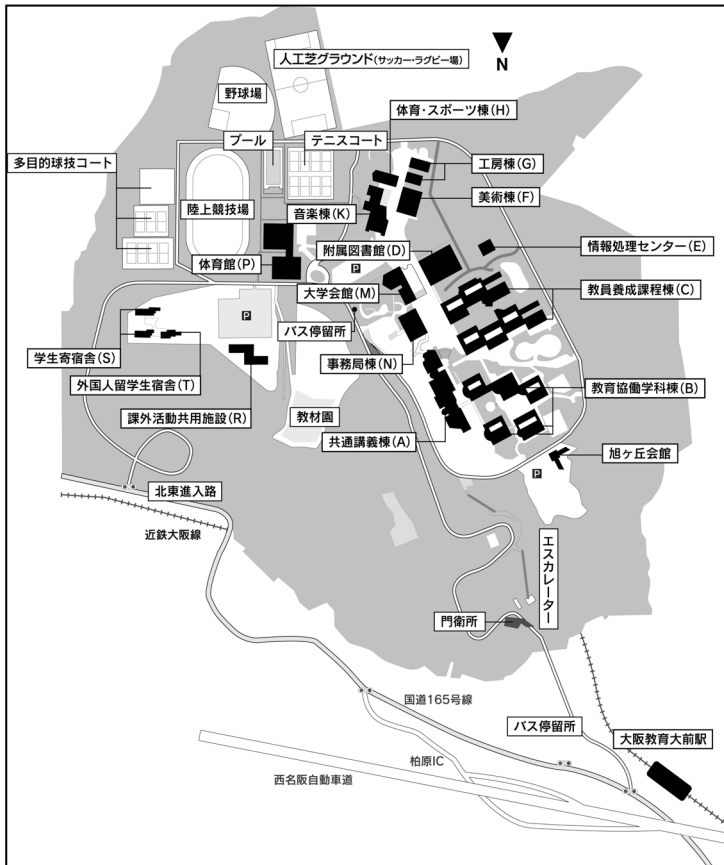 人工芝グラウンド(サッカー・ラグビー場)
N
野球場
体育・スポーツ棟(H)
プール
テニスコート
多目的球技コート
工房棟(G)
陸上競技場
美術棟(F)
音楽棟(K)
附属図書館(D)
情報処理センター(E)
体育館(P)
P
大学会館(M)
教員養成課程棟(C)
P
バス停留所
学生寄宿舎(S)
事務局棟(N)
外国人留学生宿舎(T)
教育協働学科棟(B)
課外活動共用施設(R)
教材園
共通講義棟(A)
旭ヶ丘会館
P
北東進入路
近鉄大阪線
エスカレーター
門衛所
国道165号線
バス停留所
大阪教育大前駅
柏原IC
西名阪自動車道